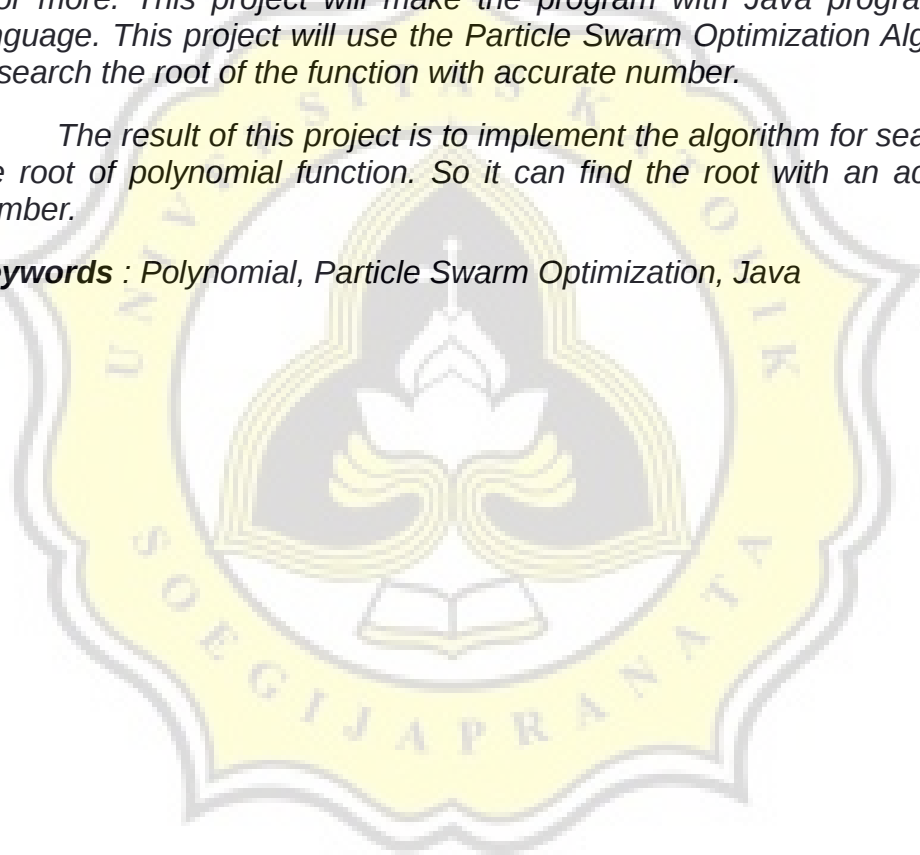 or more. This project will make the program with Java progra
nguage. This project will use the Particle Swarm Optimization Alg
search the root of the function with accurate number.
The result of this project is to implement the algorithm for sea
e root of polynomial function. So it can find the root with an ac
mber.
eywords : Polynomial, Particle Swarm Optimization, Java
UNIVERSITAS KATOLIK
SOEGIJAPRANATA